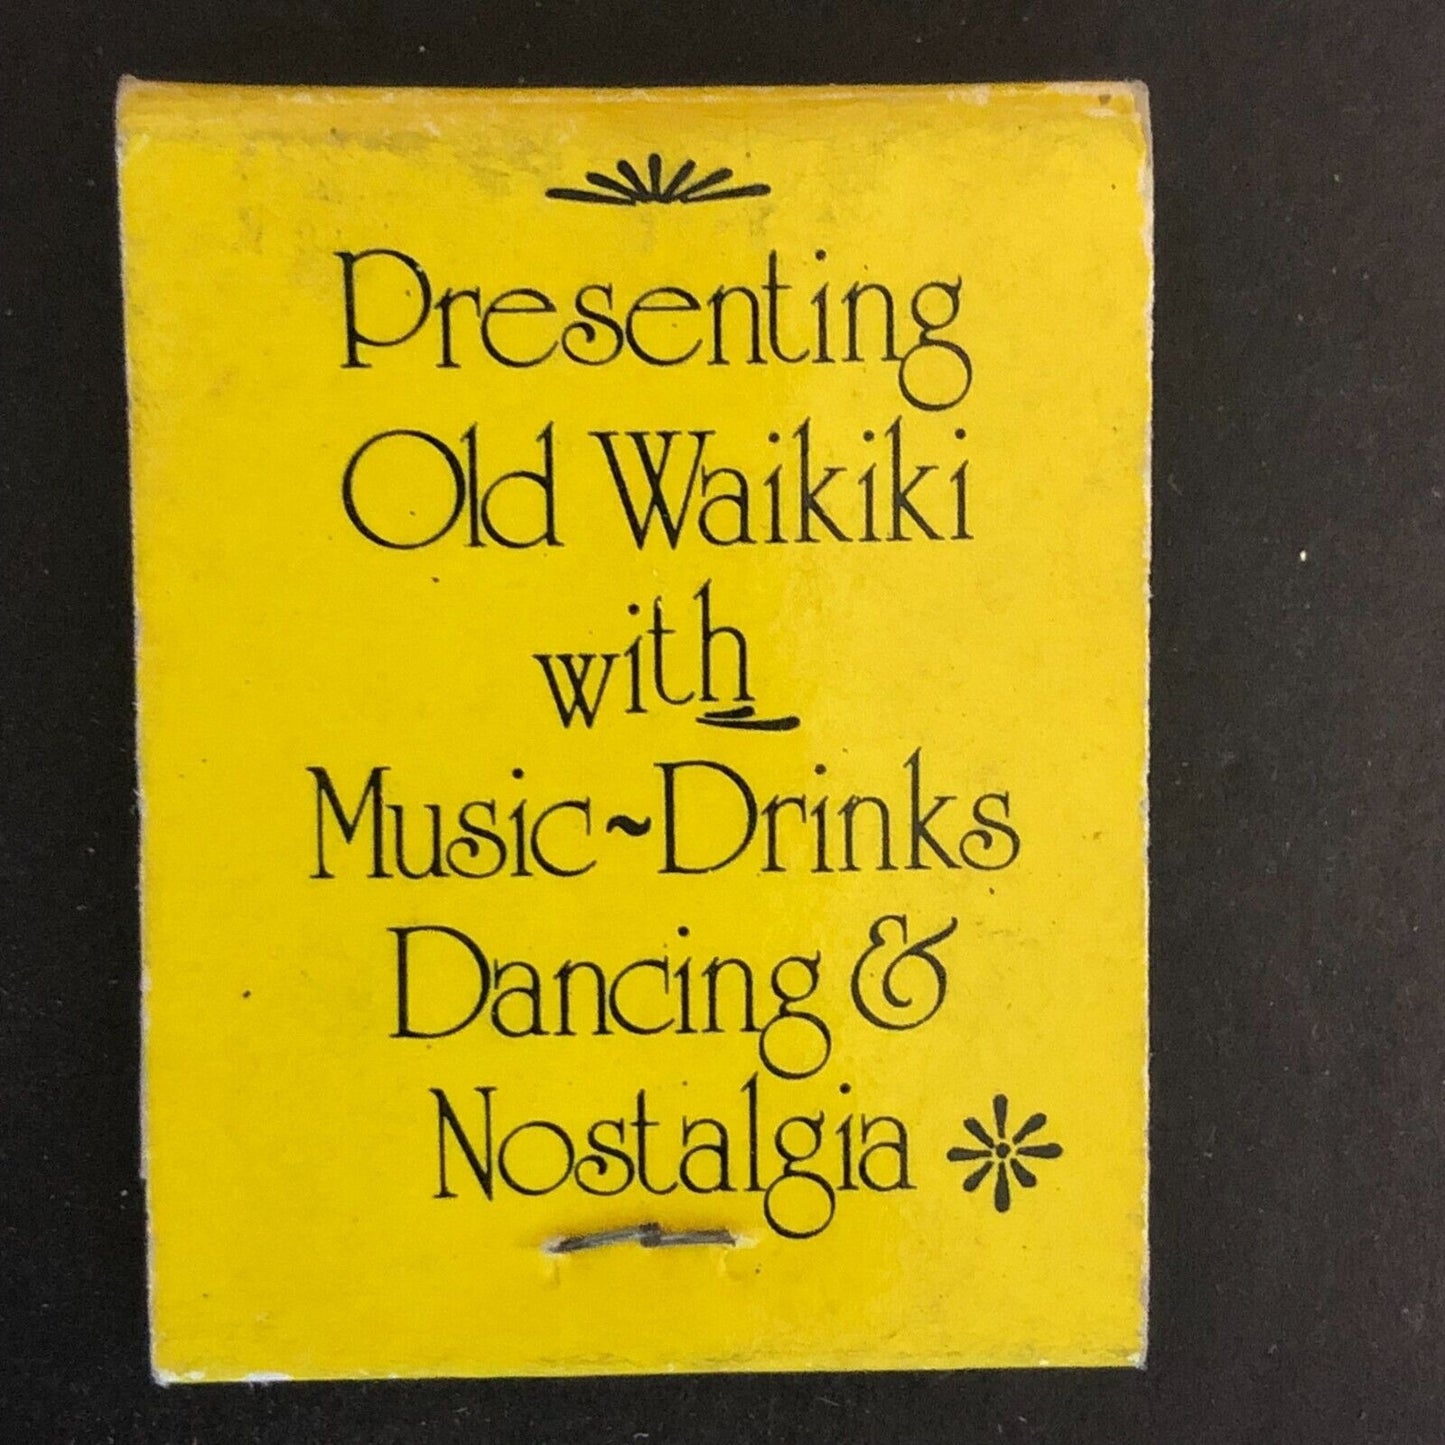 Presenting
Old Waikiki
with
Music~Drinks
Dancing &
Nostalgia